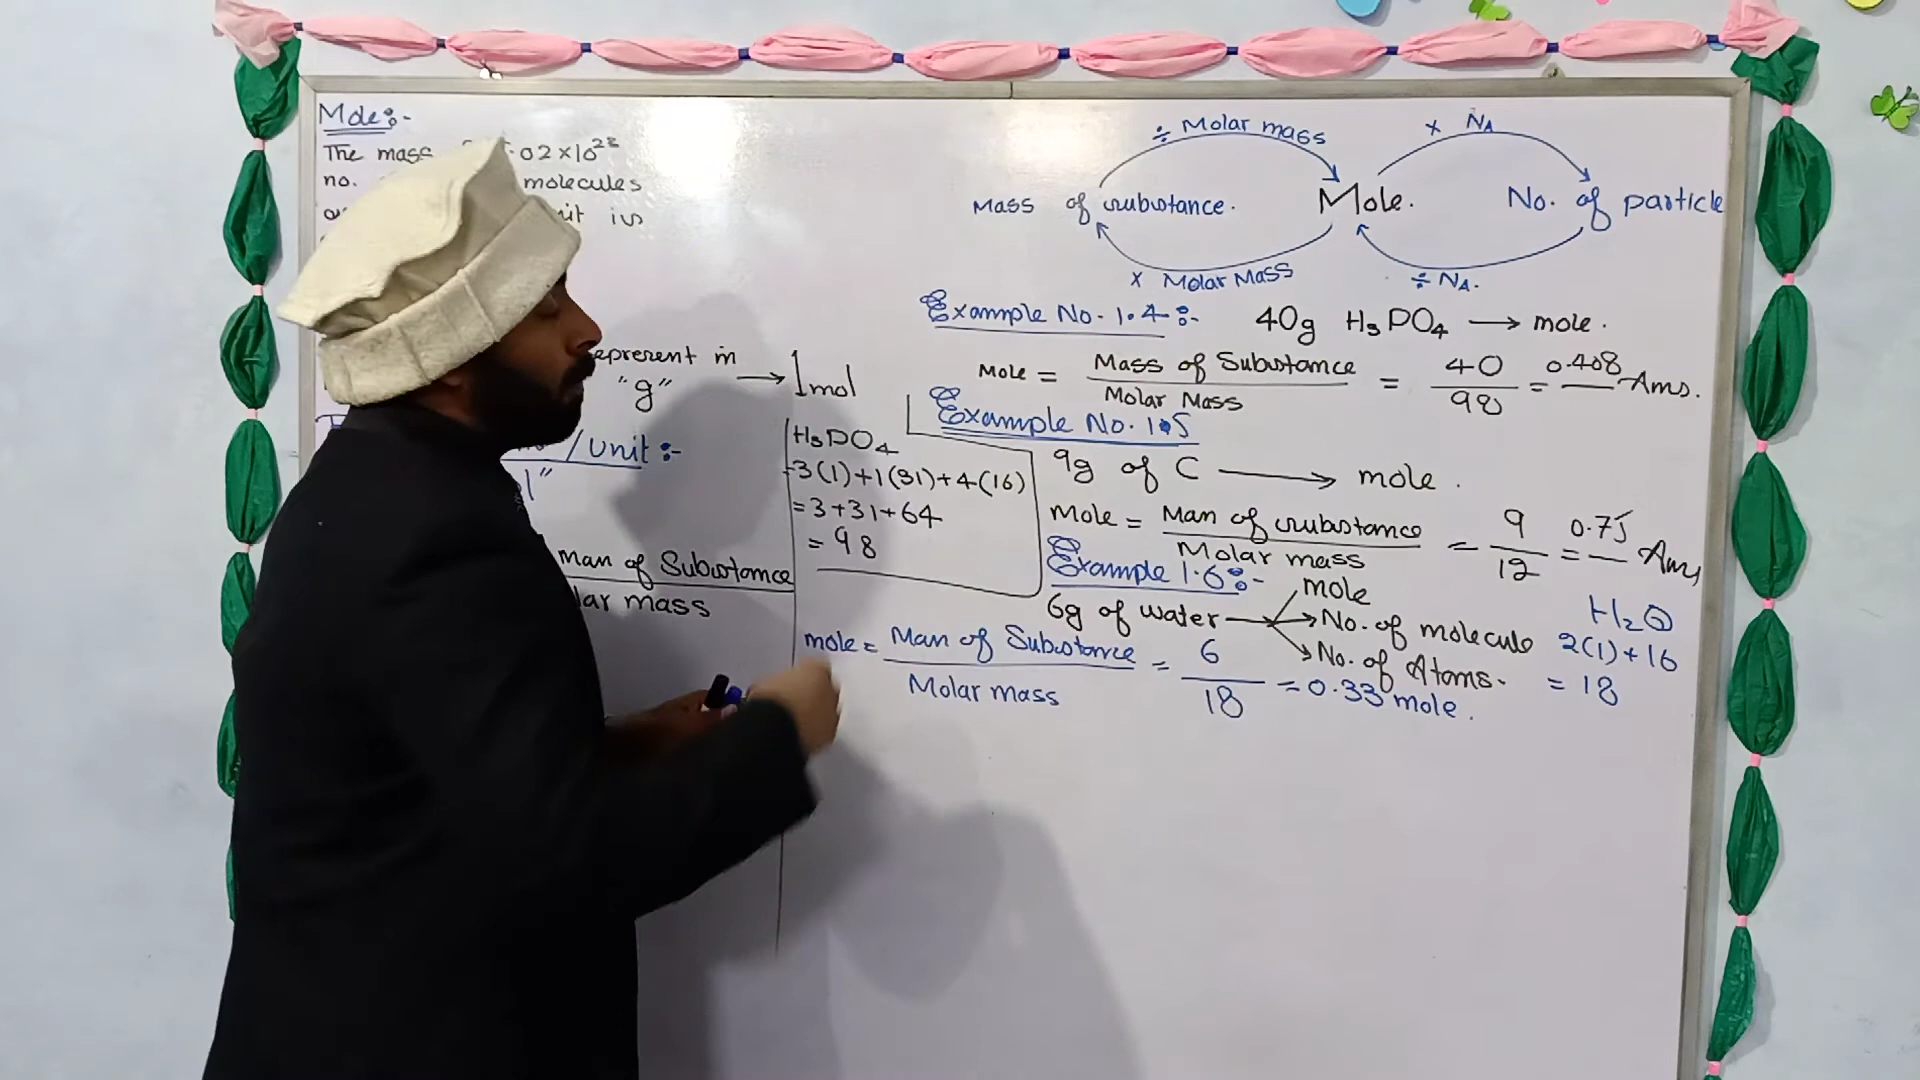 Mole:-
The mass 02×10²³
no. molecules
unit is
represent in "g" → 1mol
/Unit :-
Mass of Substance
lar mass
÷ Molar mass
× NA
Mass of substance. Mole. No. of particle
× Molar Mass
÷ NA.
Example No. 1.4 :- 40g H₃PO₄ → mole.
Mole = Mass of Substance / Molar Mass = 40 / 98 = 0.408 Ans.
H₃PO₄
3(1)+1(31)+4(16)
= 3+31+64
= 98
Example No. 1.5
9g of C → mole.
Mole = Mass of substance / Molar mass = 9 / 12 = 0.75 Ans
Example 1.6 :-
6g of water → mole
→ No. of molecule
→ No. of Atoms.
H₂O
2(1)+16
= 18
mole = Mass of Substance / Molar mass = 6 / 18 = 0.33 mole.